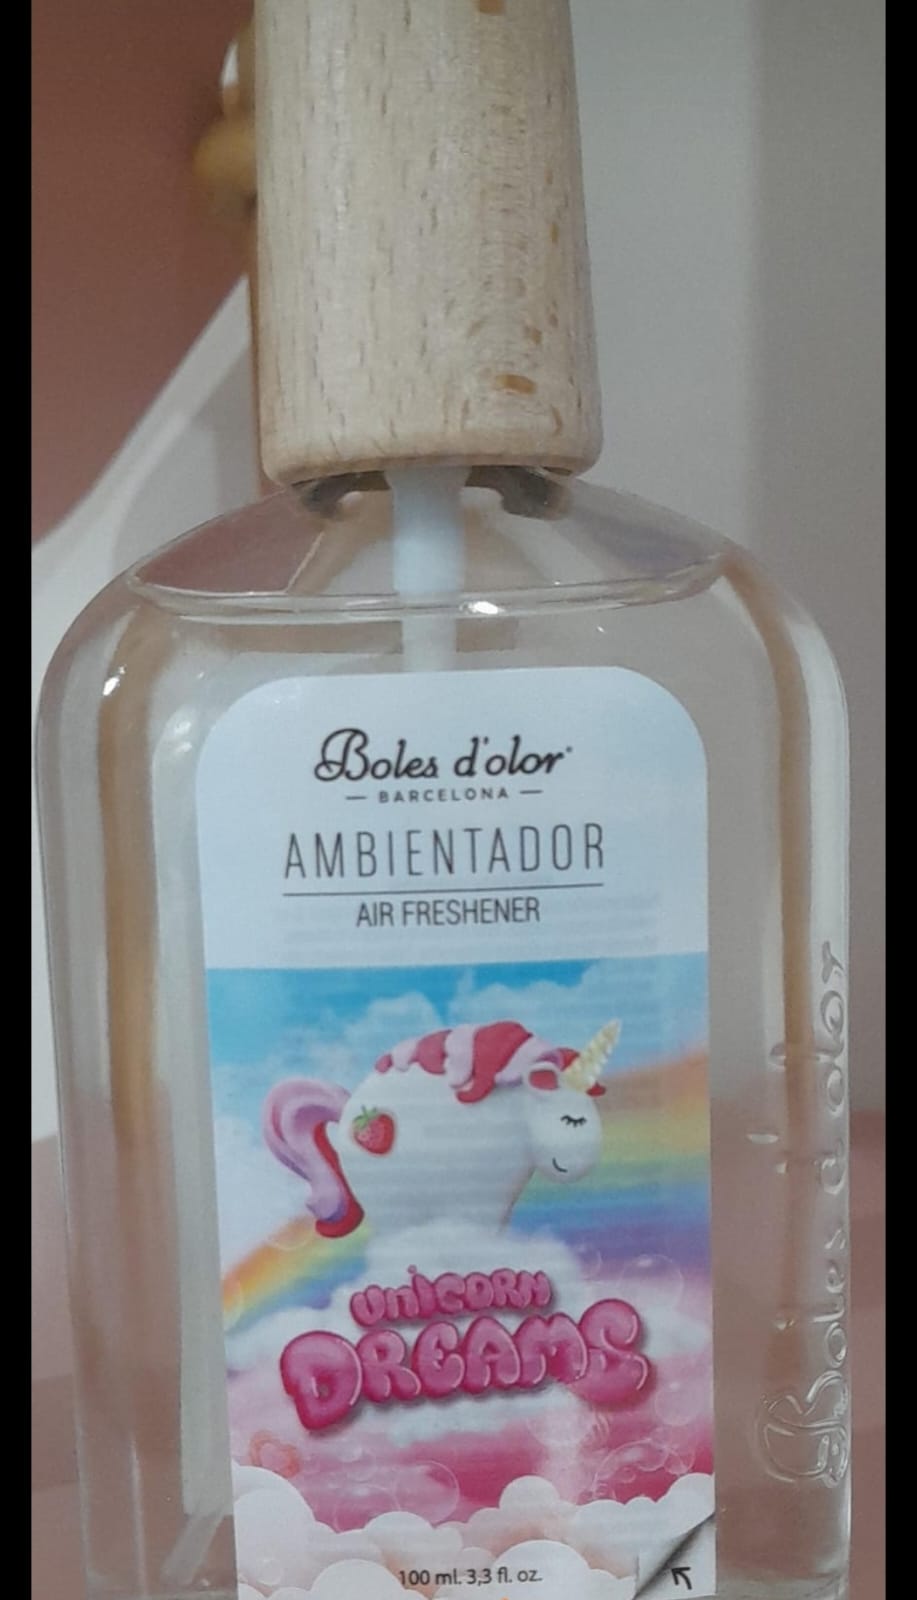 Boles d'olor
BARCELONA
AMBIENTADOR
AIR FRESHENER
UNICORN
DREAMS
100 ml. 3,3 fl. oz.
Boles d'olor